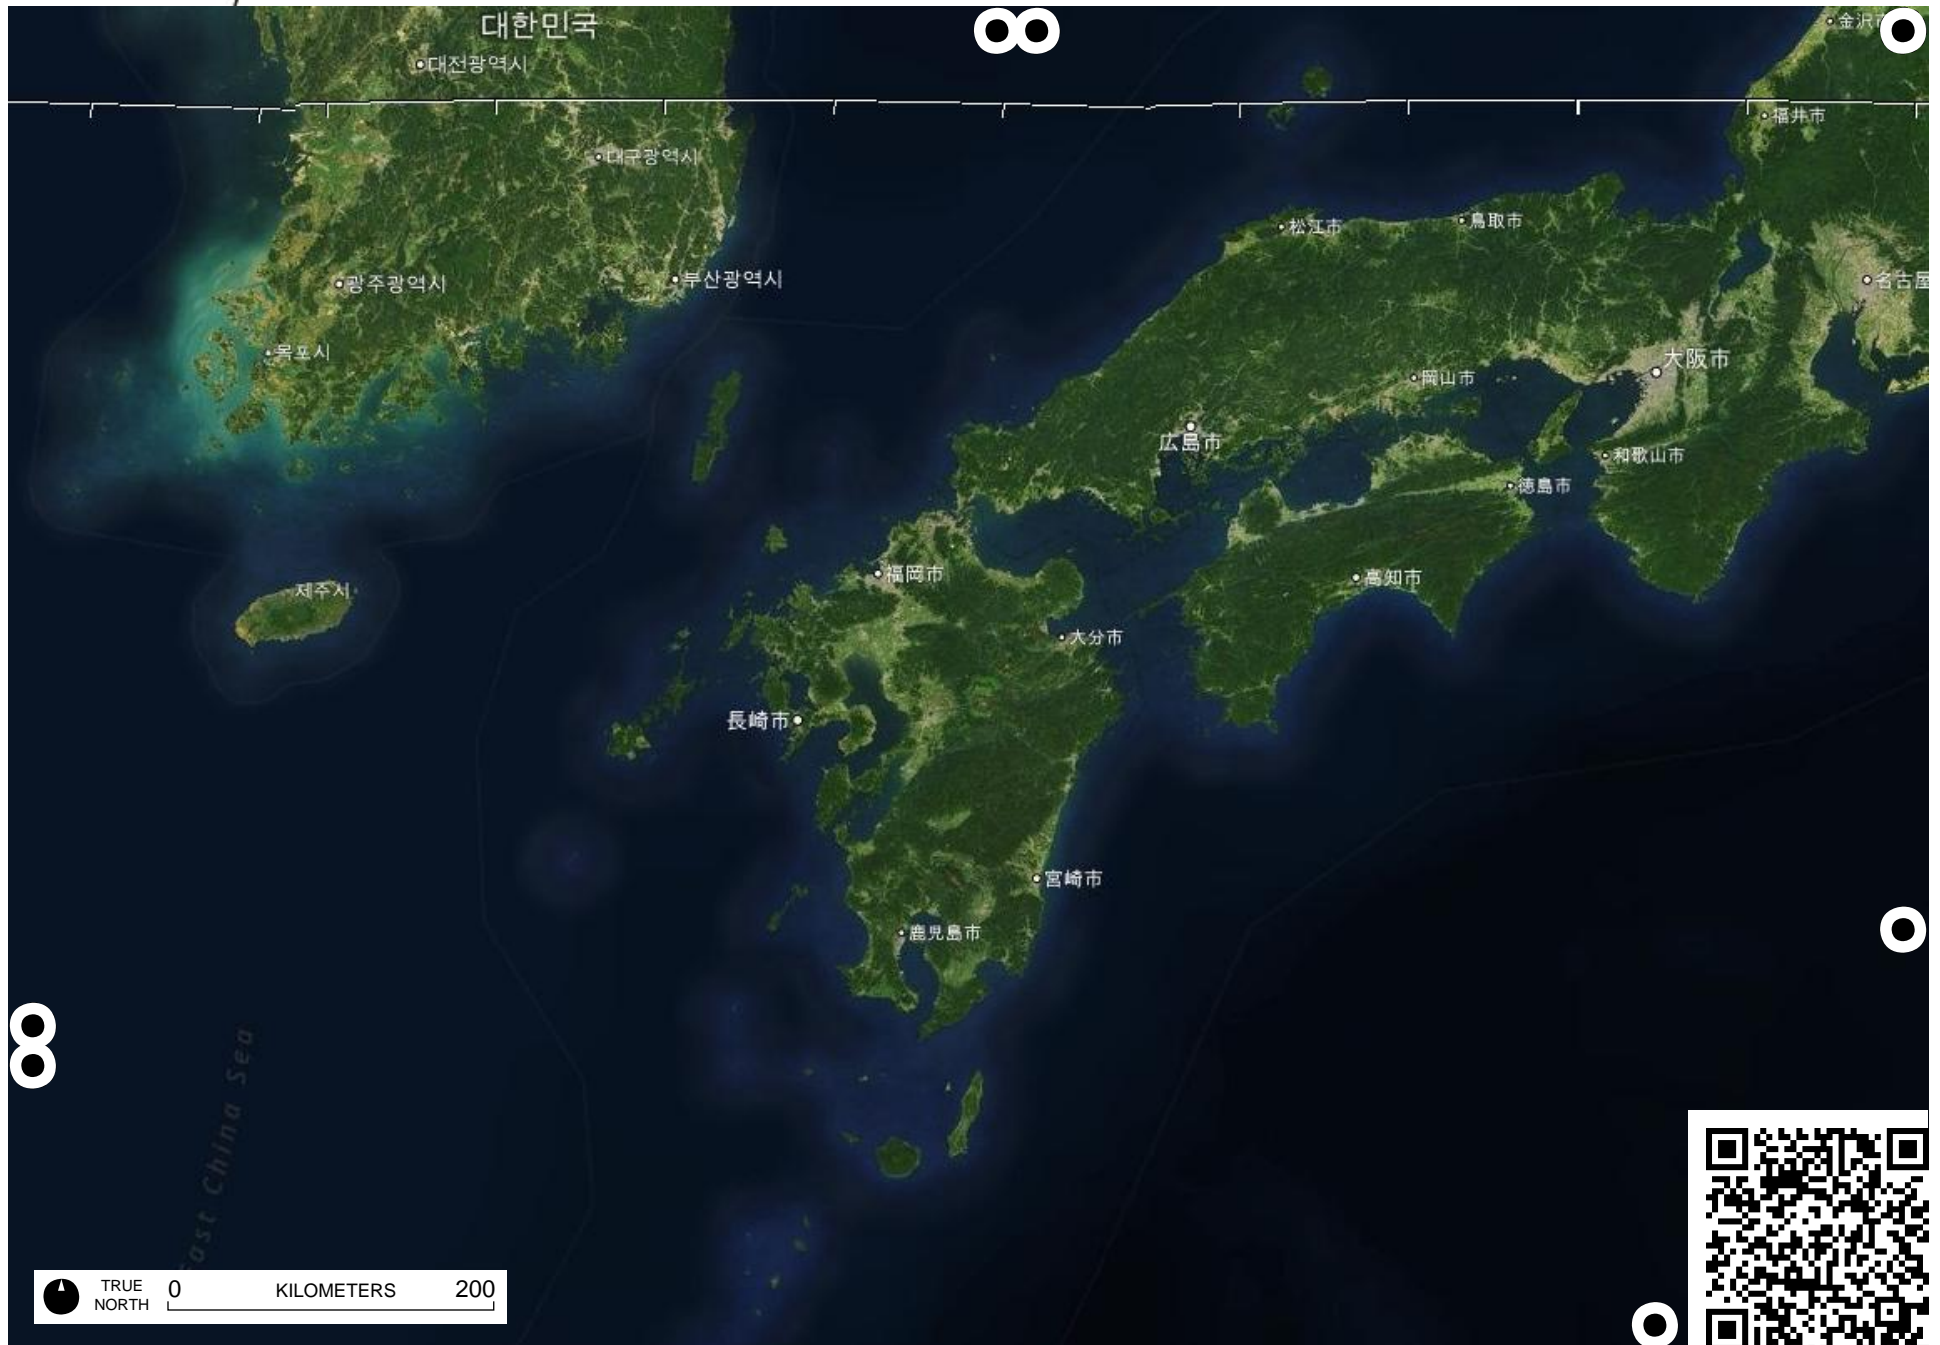 대한민국
金沢市
대전광역시
福井市
대구광역시
松江市
鳥取市
부산광역시
광주광역시
名古屋
목포시
大阪市
岡山市
広島市
和歌山市
徳島市
福岡市
高知市
제주시
大分市
長崎市
宮崎市
鹿児島市
East China Sea
TRUE
NORTH
0 KILOMETERS 200